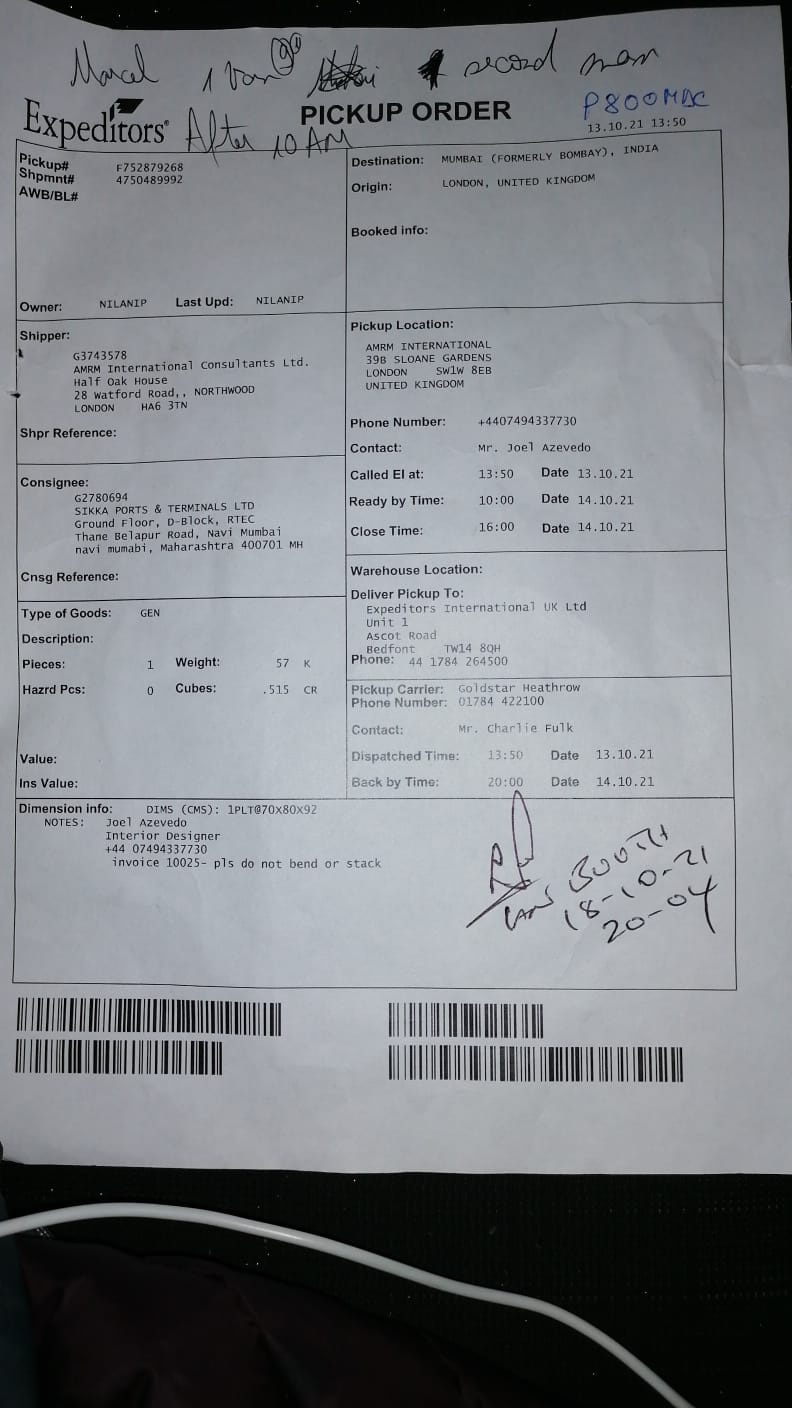 Marcel 1 Van second man
Expeditors® After 10 AM PICKUP ORDER P800MDC
13.10.21 13:50
Pickup# F752879268
Shpmnt# 4750489992
AWB/BL#
Owner: NILANIP Last Upd: NILANIP
Destination: MUMBAI (FORMERLY BOMBAY), INDIA
Origin: LONDON, UNITED KINGDOM
Booked info:
Shipper:
G3743578
AMRM International Consultants Ltd.
Half Oak House
28 Watford Road,, NORTHWOOD
LONDON HA6 3TN
Shpr Reference:
Consignee:
G2780694
SIKKA PORTS & TERMINALS LTD
Ground Floor, D-Block, RTEC
Thane Belapur Road, Navi Mumbai
navi mumabi, Maharashtra 400701 MH
Cnsg Reference:
Type of Goods: GEN
Description:
Pieces: 1 Weight: 57 K
Hazrd Pcs: 0 Cubes: .515 CR
Value:
Ins Value:
Pickup Location:
AMRM INTERNATIONAL
39B SLOANE GARDENS
LONDON SW1W 8EB
UNITED KINGDOM
Phone Number: +4407494337730
Contact: Mr. Joel Azevedo
Called EI at: 13:50 Date 13.10.21
Ready by Time: 10:00 Date 14.10.21
Close Time: 16:00 Date 14.10.21
Warehouse Location:
Deliver Pickup To:
Expeditors International UK Ltd
Unit 1
Ascot Road
Bedfont TW14 8QH
Phone: 44 1784 264500
Pickup Carrier: Goldstar Heathrow
Phone Number: 01784 422100
Contact: Mr. Charlie Fulk
Dispatched Time: 13:50 Date 13.10.21
Back by Time: 20:00 Date 14.10.21
Dimension info: DIMS (CMS): 1PLT@70X80X92
NOTES: Joel Azevedo
Interior Designer
+44 07494337730
invoice 10025- pls do not bend or stack
18-10-21
20-04